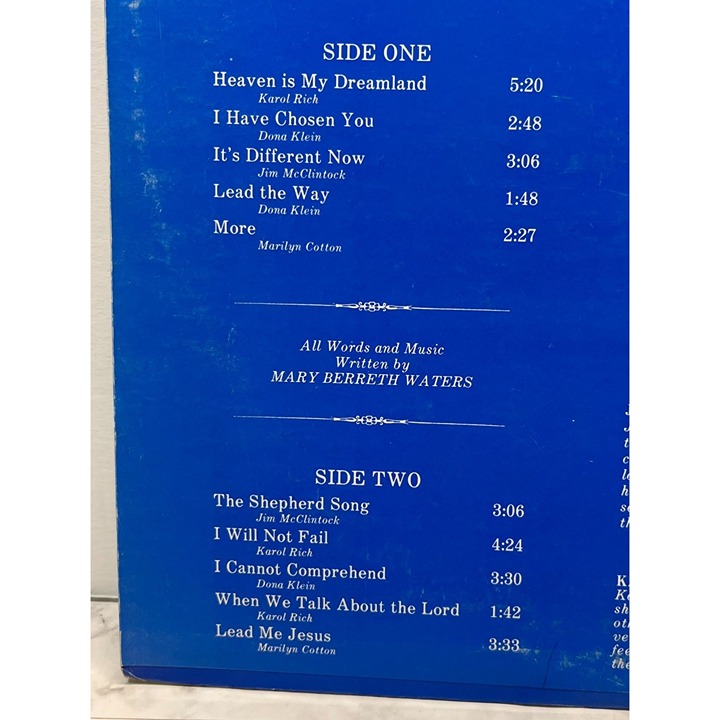 SIDE ONE
Heaven is My Dreamland 5:20
Karol Rich
I Have Chosen You 2:48
Dona Klein
It's Different Now 3:06
Jim McClintock
Lead the Way 1:48
Dona Klein
More 2:27
Marilyn Cotton
All Words and Music
Written by
MARY BERRETH WATERS
SIDE TWO
The Shepherd Song 3:06
Jim McClintock
I Will Not Fail 4:24
Karol Rich
I Cannot Comprehend 3:30
Dona Klein
When We Talk About the Lord 1:42
Karol Rich
Lead Me Jesus 3:33
Marilyn Cotton